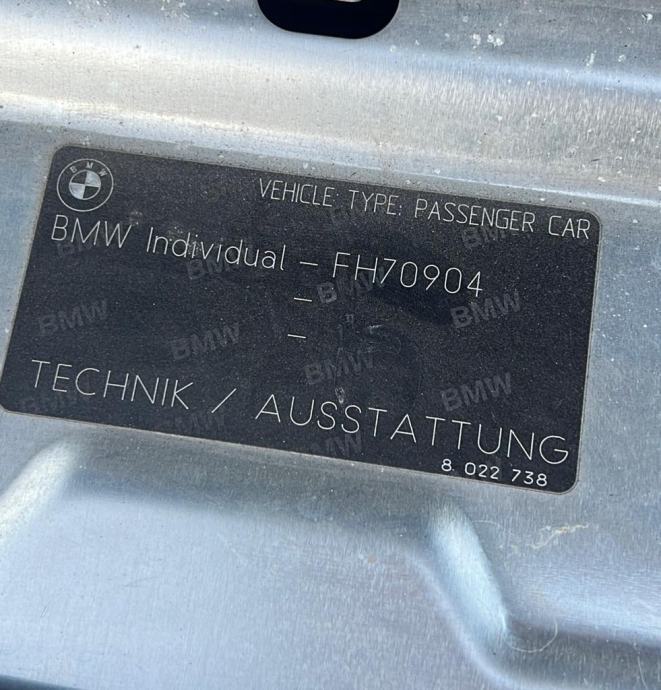 BMW
VEHICLE: TYPE: PASSENGER CAR
BMW Individual – FH70904
–
–
TECHNIK / AUSSTATTUNG
8 022 738